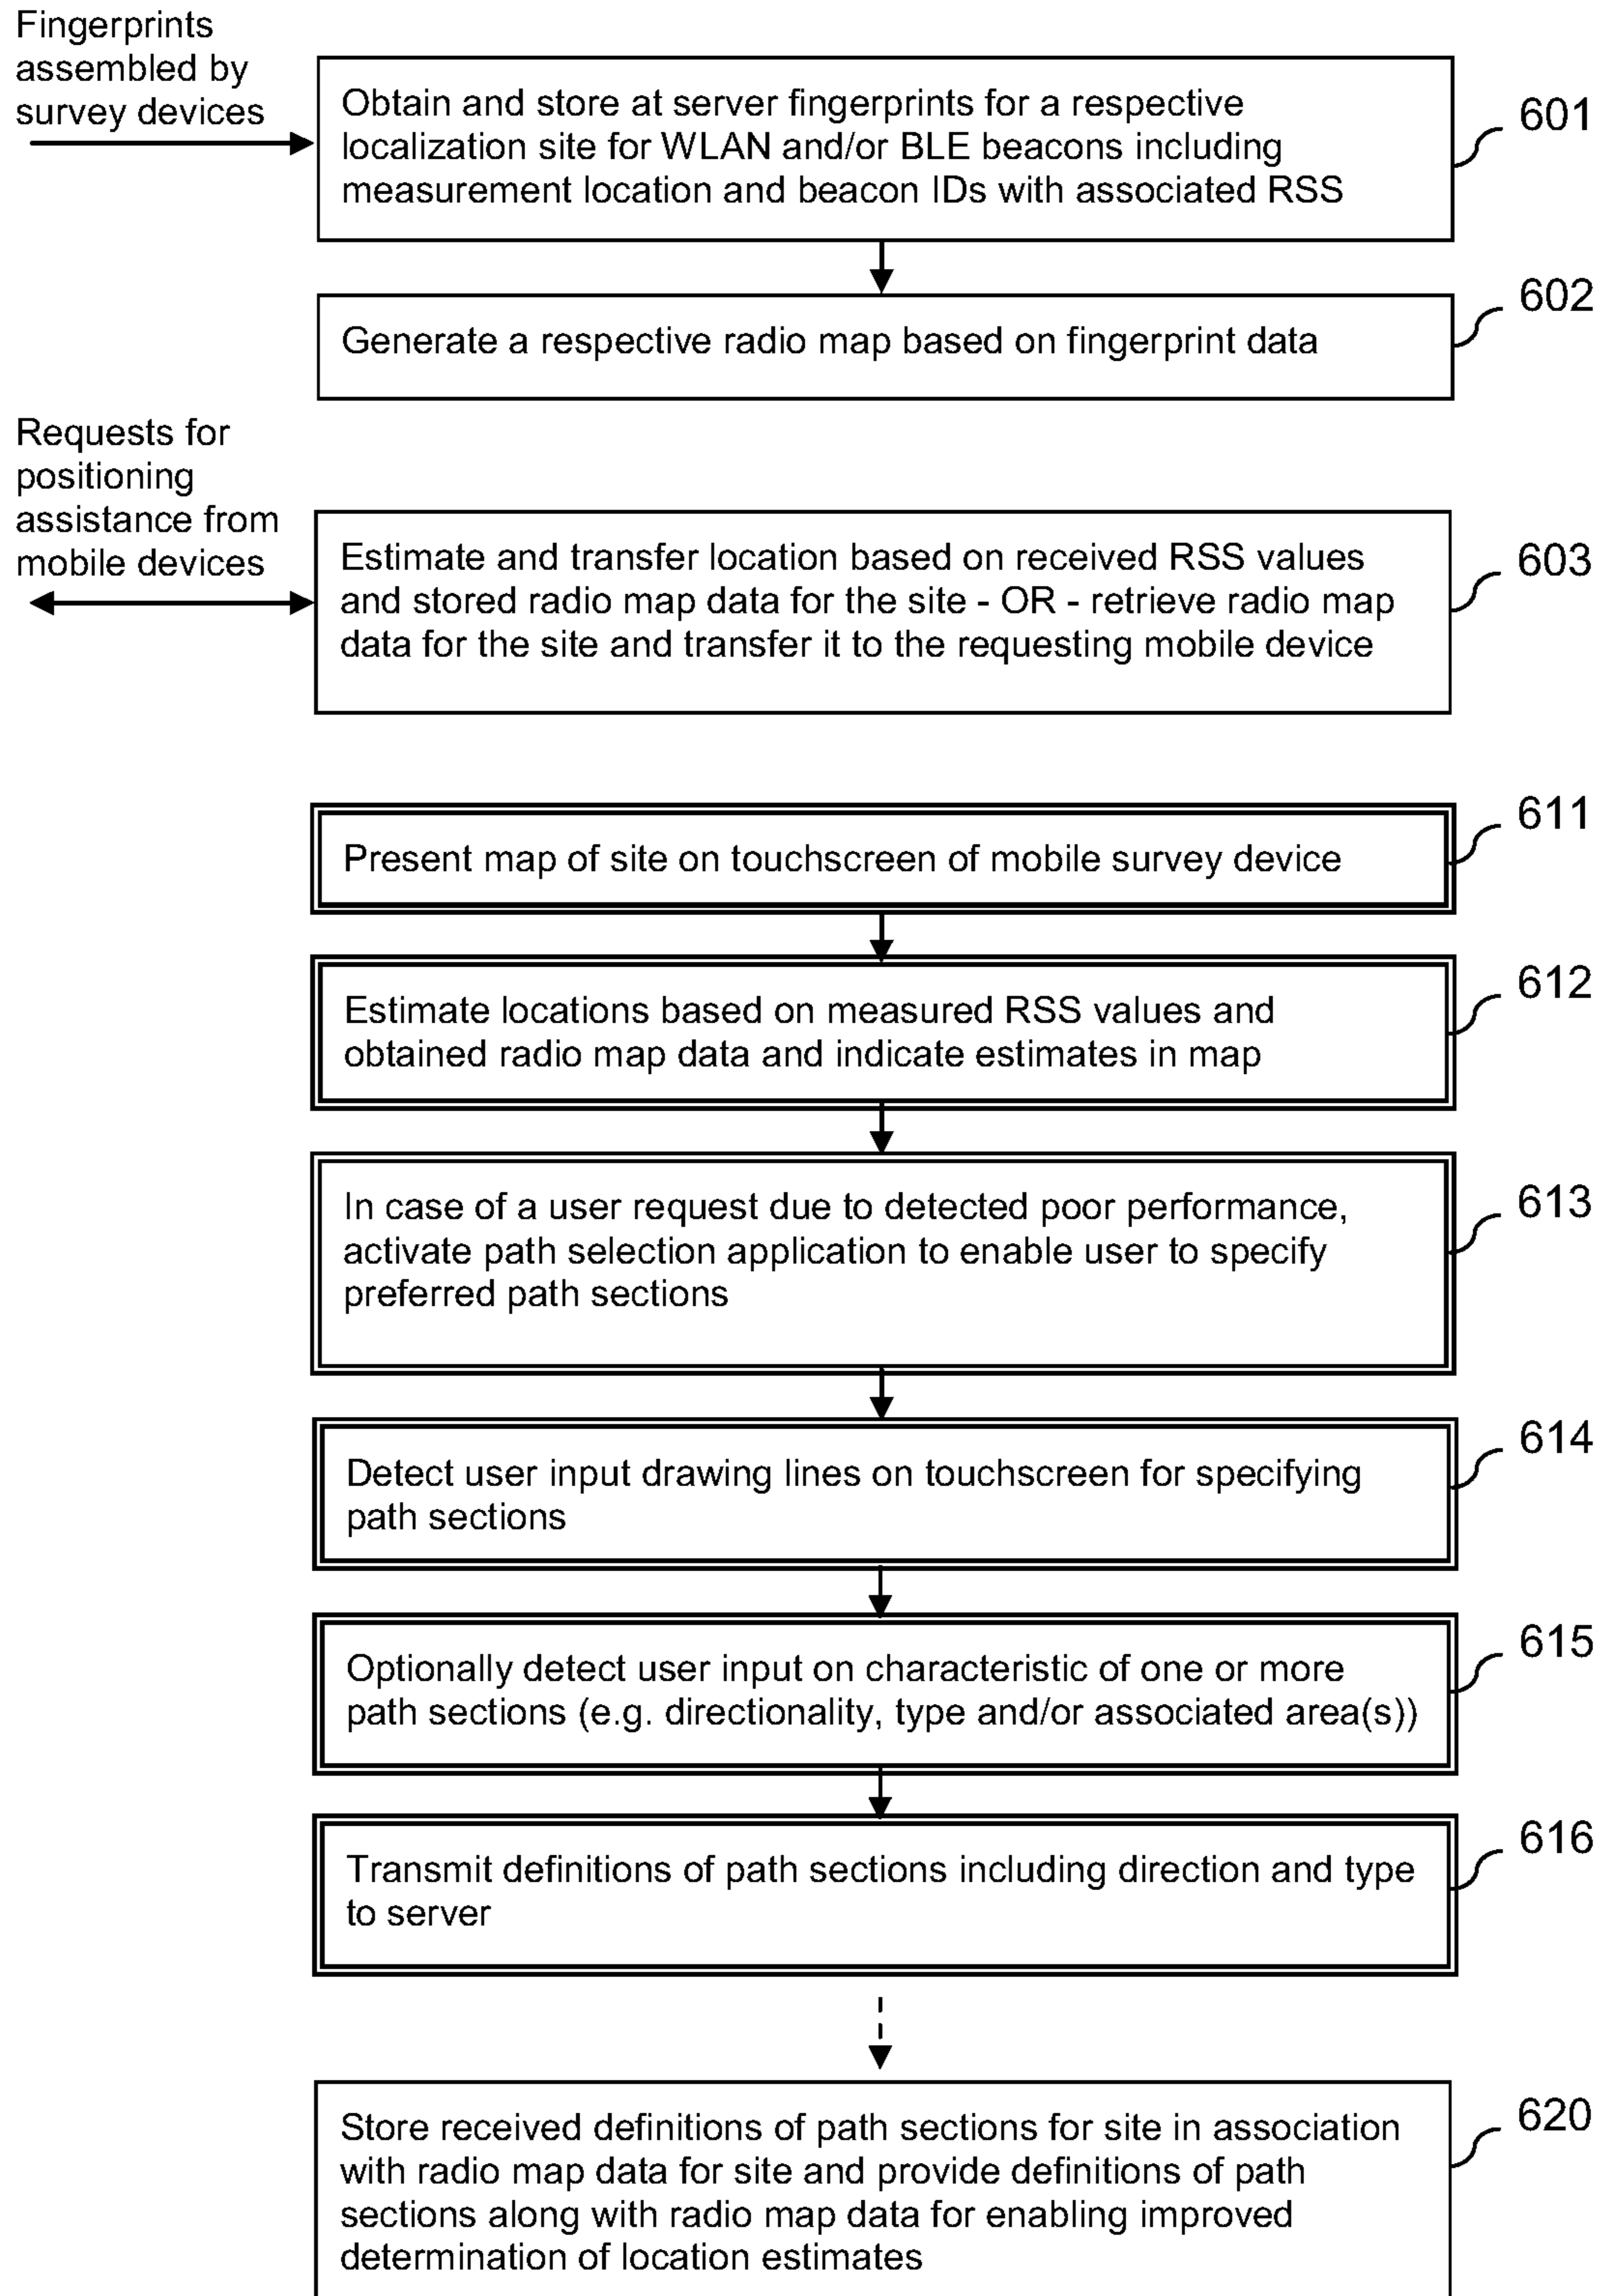 Fingerprints
assembled by
survey devices
Obtain and store at server fingerprints for a respective
localization site for WLAN and/or BLE beacons including
measurement location and beacon IDs with associated RSS
601
Generate a respective radio map based on fingerprint data
602
Requests for
positioning
assistance from
mobile devices
Estimate and transfer location based on received RSS values
and stored radio map data for the site - OR - retrieve radio map
data for the site and transfer it to the requesting mobile device
603
Present map of site on touchscreen of mobile survey device
611
Estimate locations based on measured RSS values and
obtained radio map data and indicate estimates in map
612
In case of a user request due to detected poor performance,
activate path selection application to enable user to specify
preferred path sections
613
Detect user input drawing lines on touchscreen for specifying
path sections
614
Optionally detect user input on characteristic of one or more
path sections (e.g. directionality, type and/or associated area(s))
615
Transmit definitions of path sections including direction and type
to server
616
Store received definitions of path sections for site in association
with radio map data for site and provide definitions of path
sections along with radio map data for enabling improved
determination of location estimates
620